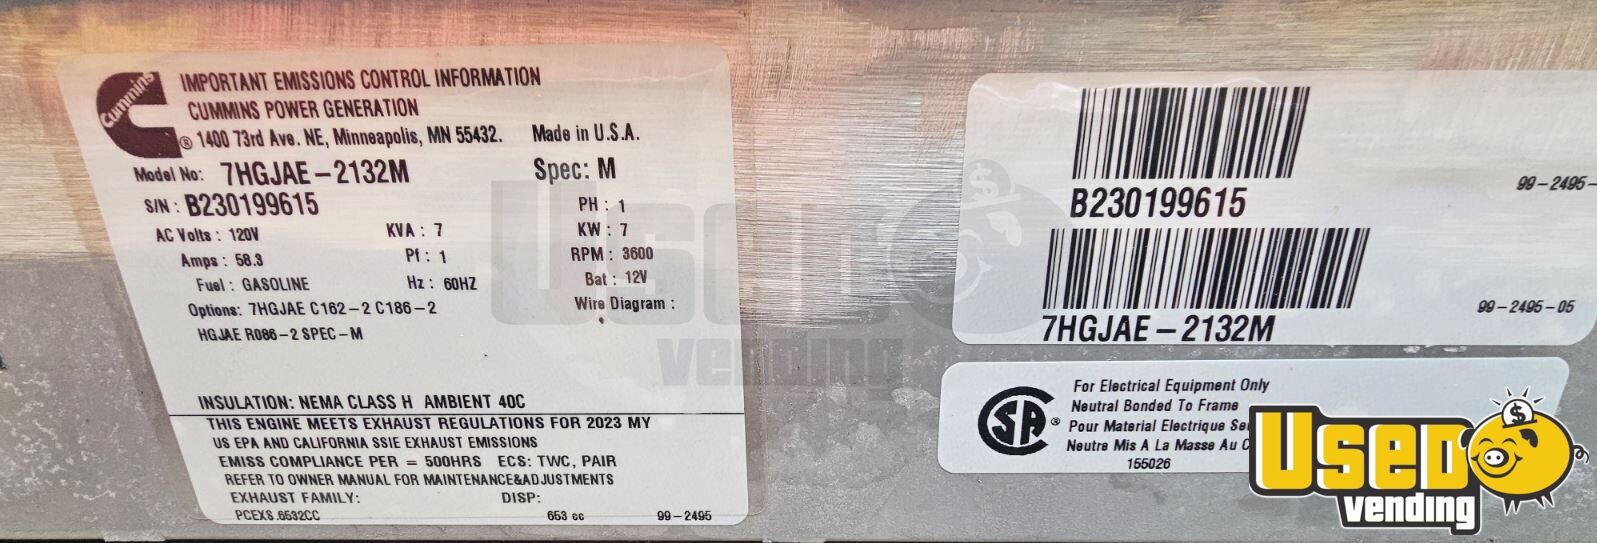 Cummins
IMPORTANT EMISSIONS CONTROL INFORMATION
CUMMINS POWER GENERATION
® 1400 73rd Ave. NE, Minneapolis, MN 55432. Made in U.S.A.
Model No: 7HGJAE-2132M Spec: M
S/N : B230199615 PH : 1
AC Volts : 120V KVA : 7 KW : 7
Amps : 58.3 Pf : 1 RPM : 3600
Fuel : GASOLINE Hz : 60HZ Bat : 12V
Options: 7HGJAE C162-2 C186-2 Wire Diagram :
HGJAE R086-2 SPEC-M
INSULATION: NEMA CLASS H AMBIENT 40C
THIS ENGINE MEETS EXHAUST REGULATIONS FOR 2023 MY
US EPA AND CALIFORNIA SSIE EXHAUST EMISSIONS
EMISS COMPLIANCE PER = 500HRS ECS: TWC, PAIR
REFER TO OWNER MANUAL FOR MAINTENANCE&ADJUSTMENTS
EXHAUST FAMILY: DISP:
PCEXS.6532CC 653 cc 99-2495
B230199615
99-2495-
7HGJAE-2132M
99-2495-05
SA ®
For Electrical Equipment Only
Neutral Bonded To Frame
Pour Material Electrique
Neutre Mis A La Masse Au
155026
Used
vending
$
Used
vending
$